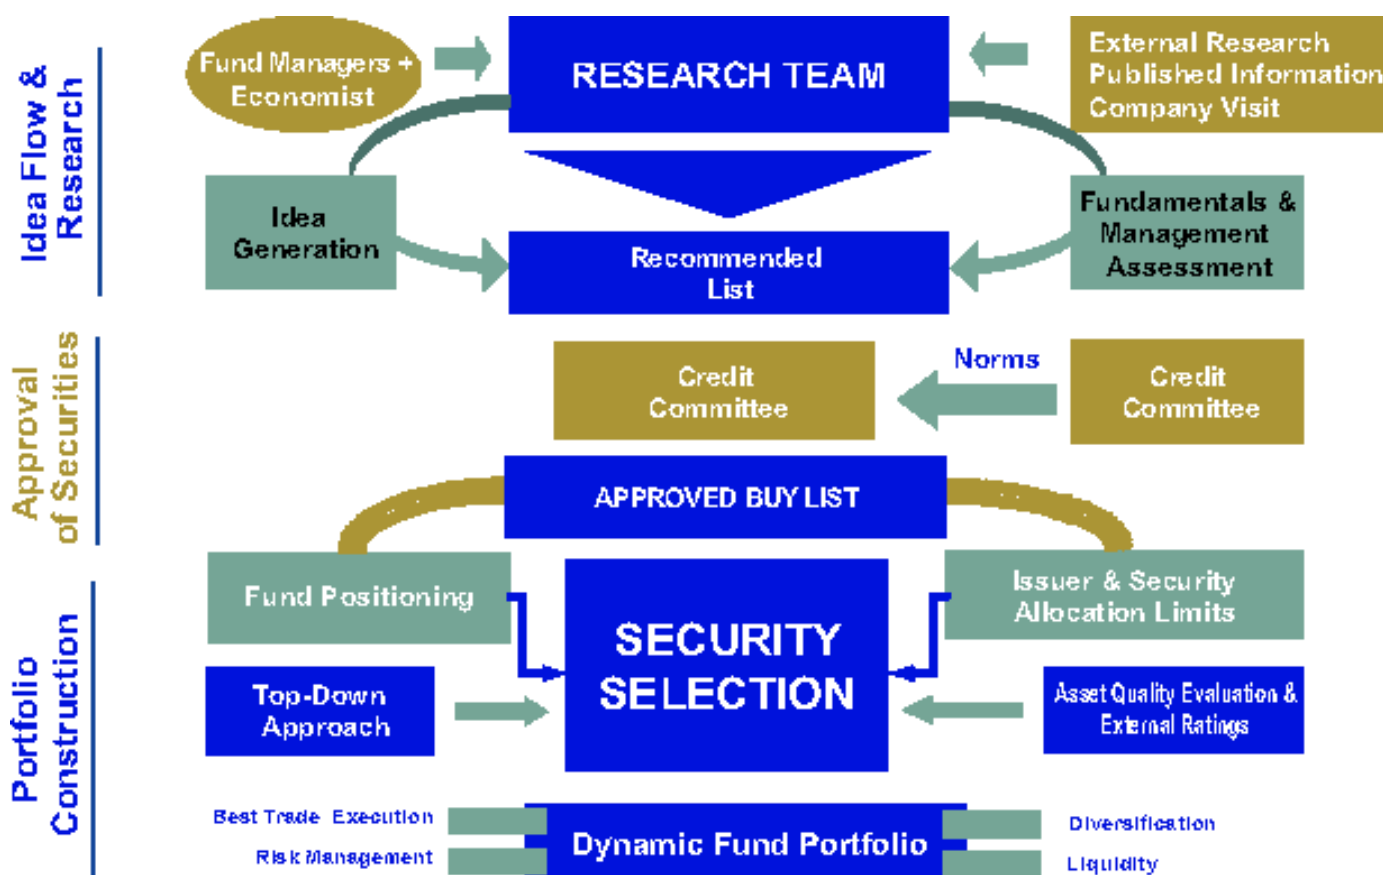 Idea Flow &
Research
Fund Managers +
Economist
RESEARCH TEAM
External Research
Published Information
Company Visit
Idea
Generation
Recommended
List
Fundamentals &
Management
Assessment
Approval
of Securities
Credit
Committee
Norms
Credit
Committee
APPROVED BUY LIST
Portfolio
Construction
Fund Positioning
SECURITY
SELECTION
Issuer & Security
Allocation Limits
Top-Down
Approach
Asset Quality Evaluation &
External Ratings
Best Trade Execution
Risk Management
Dynamic Fund Portfolio
Diversification
Liquidity